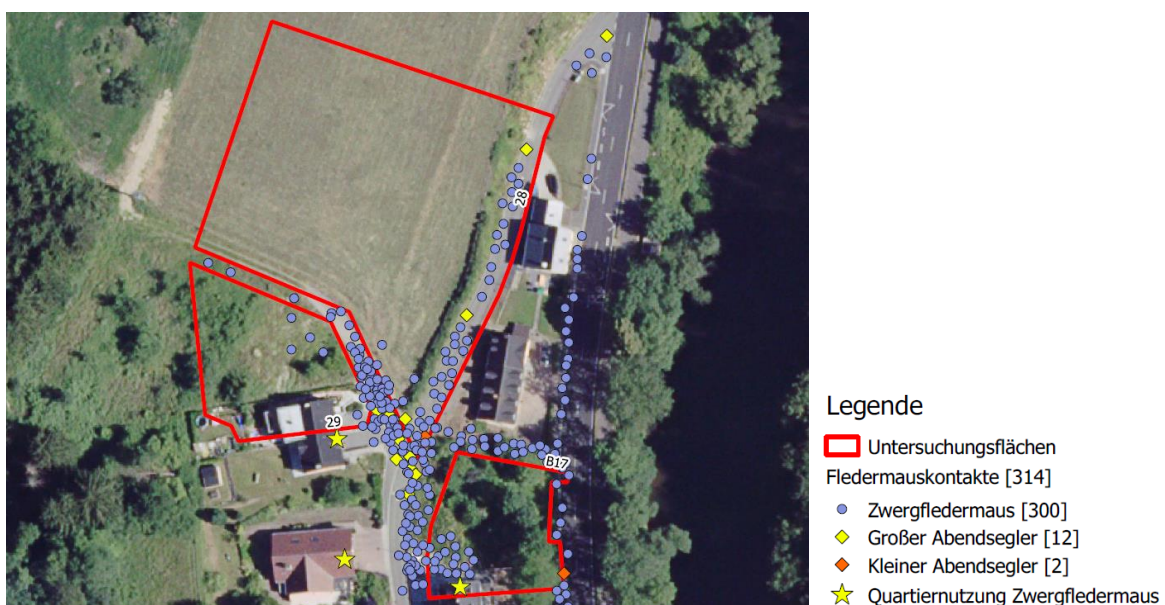 28
29
B17
Legende
Untersuchungsflächen
Fledermauskontakte [314]
Zwergfledermaus [300]
Großer Abendsegler [12]
Kleiner Abendsegler [2]
Quartiernutzung Zwergfledermaus